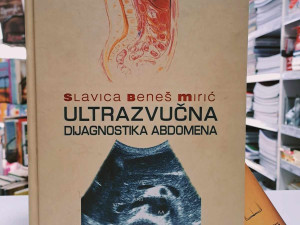 Slavica Beneš Mirić
ULTRAZVUČNA
DIJAGNOSTIKA ABDOMENA